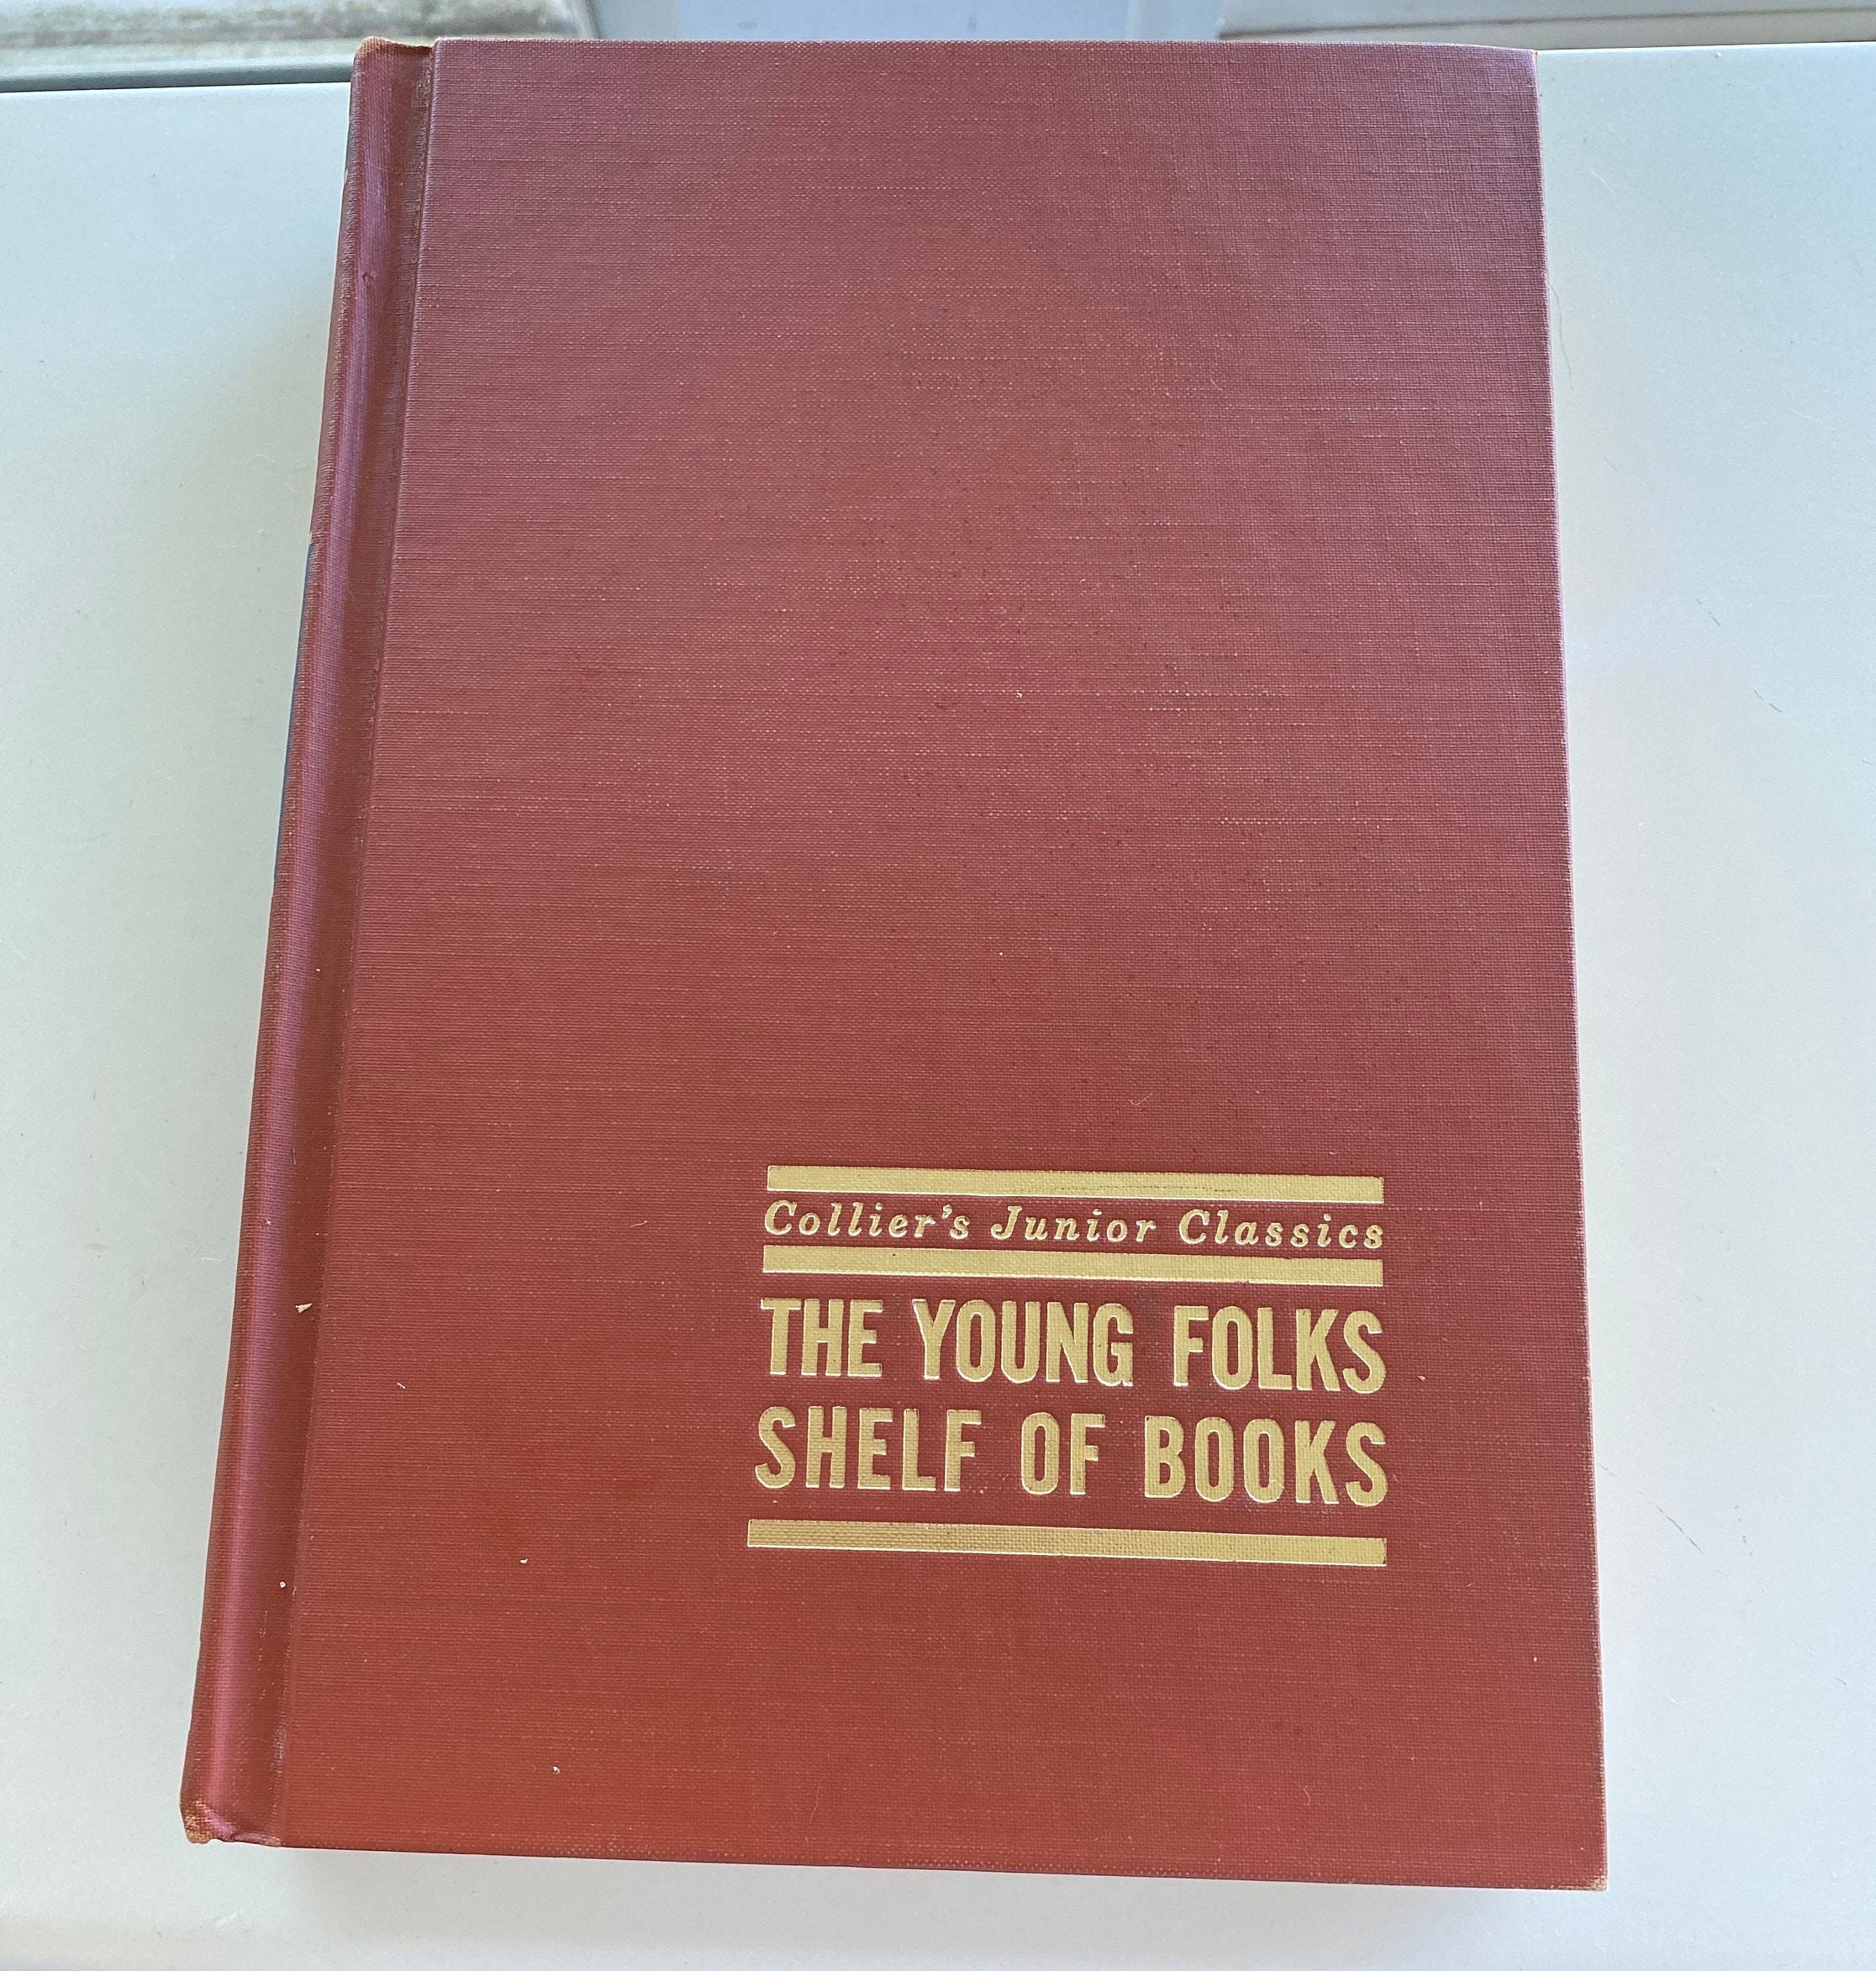 Collier's Junior Classics
THE YOUNG FOLKS
SHELF OF BOOKS